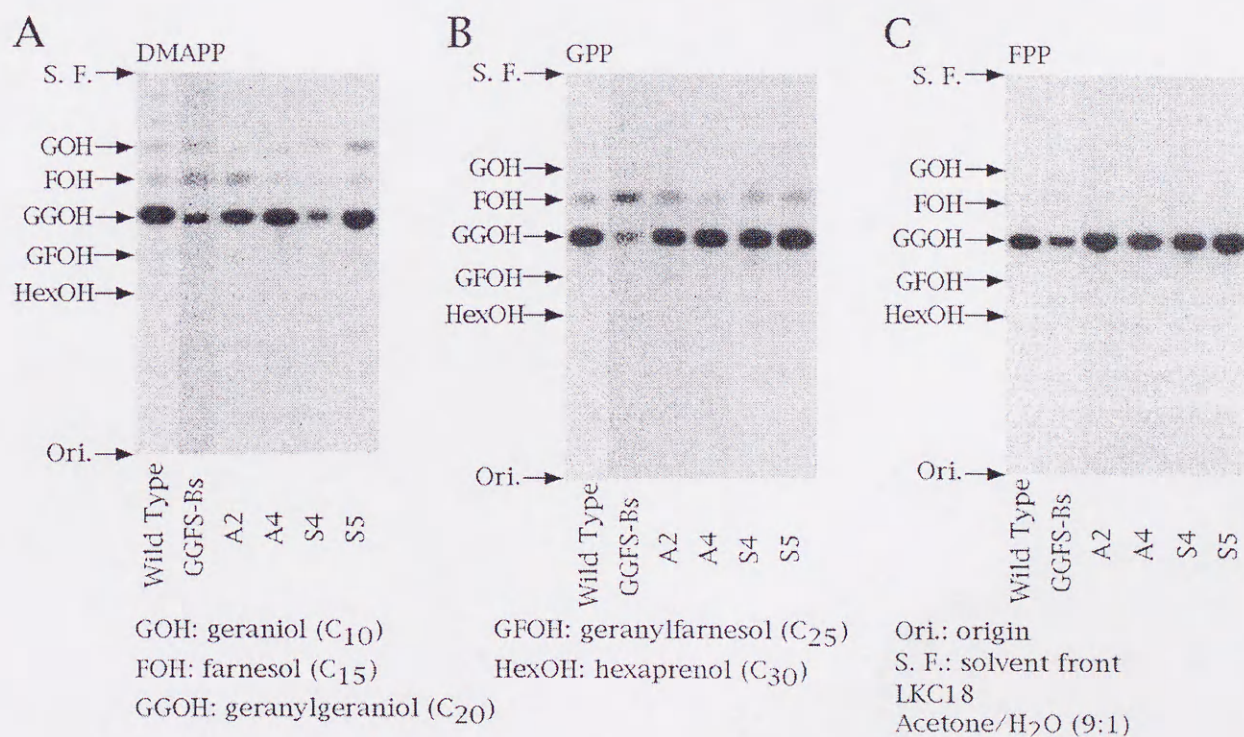 A
DMAPP
S. F.
GOH
FOH
GGOH
GFOH
HexOH
Ori.
Wild Type
GGFS-Bs
A2
A4
S4
S5
B
GPP
S. F.
GOH
FOH
GGOH
GFOH
HexOH
Ori.
Wild Type
GGFS-Bs
A2
A4
S4
S5
C
FPP
S. F.
GOH
FOH
GGOH
GFOH
HexOH
Ori.
Wild Type
GGFS-Bs
A2
A4
S4
S5
GOH: geraniol (C10)
FOH: farnesol (C15)
GGOH: geranylgeraniol (C20)
GFOH: geranylfarnesol (C25)
HexOH: hexaprenol (C30)
Ori.: origin
S. F.: solvent front
LKC18
Acetone/H2O (9:1)